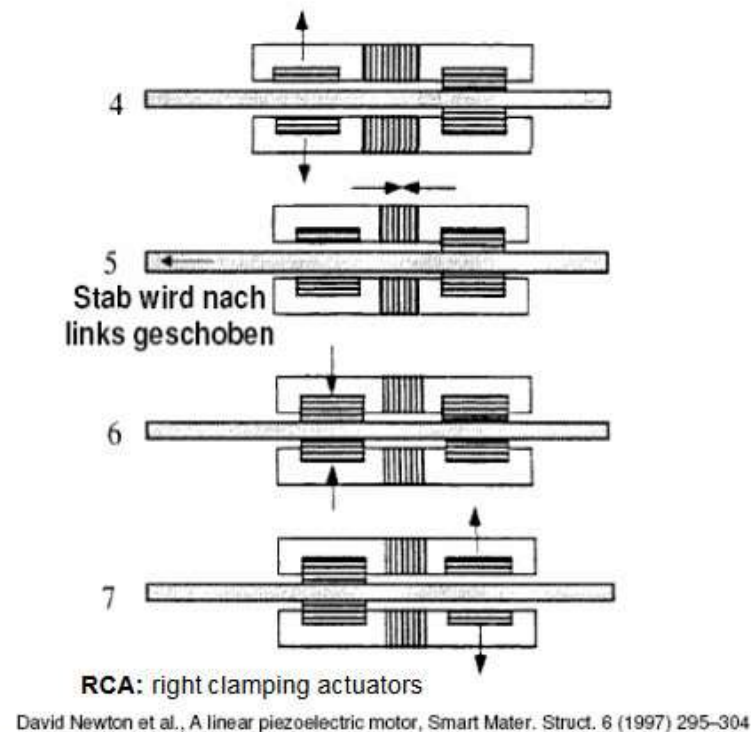 4
5
Stab wird nach
links geschoben
6
7
RCA: right clamping actuators
David Newton et al., A linear piezoelectric motor, Smart Mater. Struct. 6 (1997) 295–304